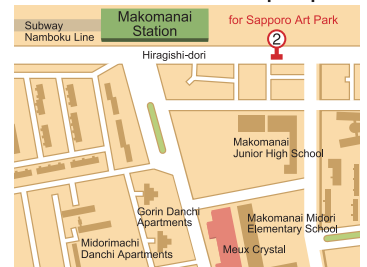 Makomanai
Station
for Sapporo Art Park
2
Subway
Namboku Line
Hiragishi-dori
Makomanai
Junior High School
Gorin Danchi
Apartments
Makomanai Midori
Elementary School
Midorimachi
Danchi Apartments
Meux Crystal